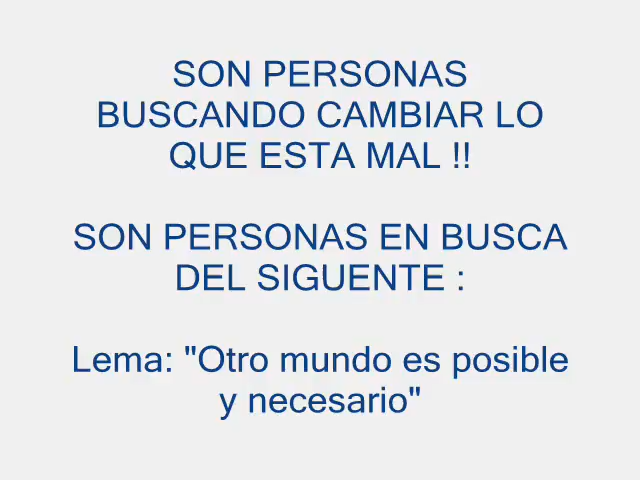 SON PERSONAS
BUSCANDO CAMBIAR LO
QUE ESTA MAL !!
SON PERSONAS EN BUSCA
DEL SIGUENTE :
Lema: "Otro mundo es posible
y necesario"